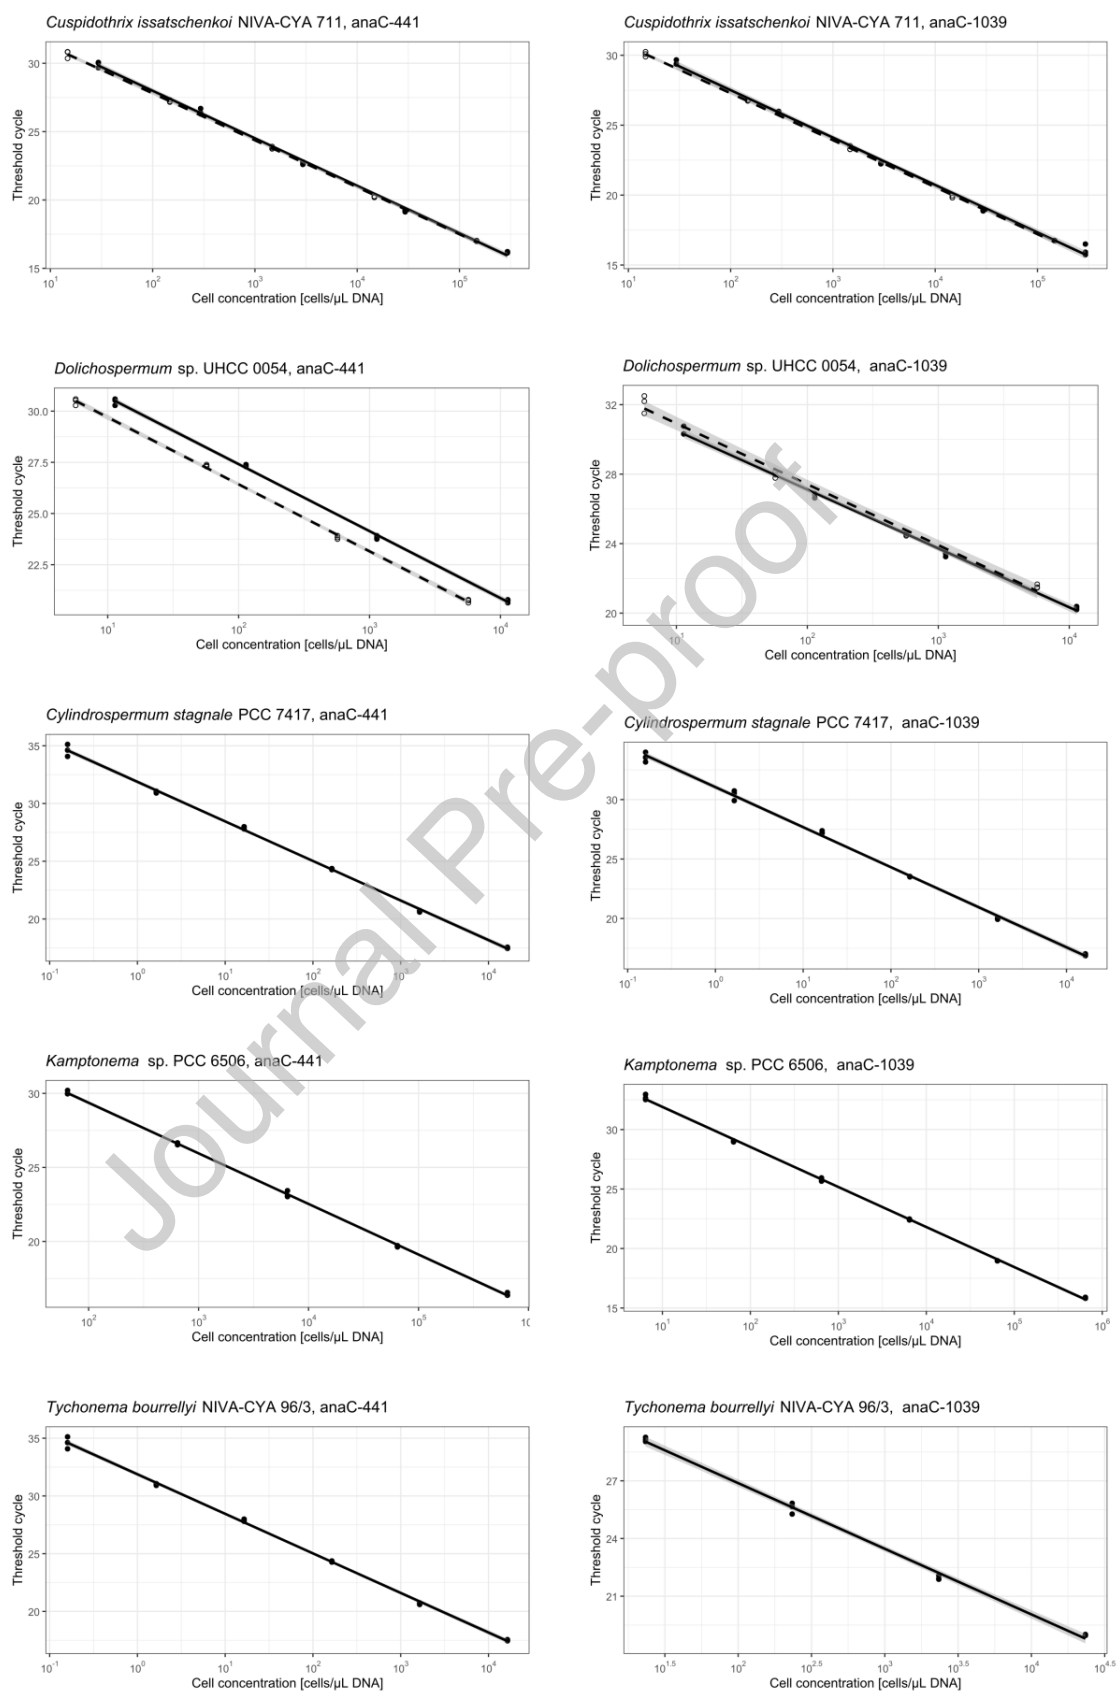 Cuspidothrix issatschenkoi NIVA-CYA 711, anaC-441
Threshold cycle
30
25
20
15
10¹ 10² 10³ 10⁴ 10⁵
Cell concentration [cells/µL DNA]
Cuspidothrix issatschenkoi NIVA-CYA 711, anaC-1039
Threshold cycle
30
25
20
15
10¹ 10² 10³ 10⁴ 10⁵
Cell concentration [cells/µL DNA]
Dolichospermum sp. UHCC 0054, anaC-441
Threshold cycle
30.0
27.5
25.0
22.5
10¹ 10² 10³ 10⁴
Cell concentration [cells/µL DNA]
Dolichospermum sp. UHCC 0054, anaC-1039
Threshold cycle
32
28
24
20
10¹ 10² 10³ 10⁴
Cell concentration [cells/µL DNA]
Cylindrospermum stagnale PCC 7417, anaC-441
Threshold cycle
35
30
25
20
10⁻¹ 10⁰ 10¹ 10² 10³ 10⁴
Cell concentration [cells/µL DNA]
Cylindrospermum stagnale PCC 7417, anaC-1039
Threshold cycle
30
25
20
10⁻¹ 10⁰ 10¹ 10² 10³ 10⁴
Cell concentration [cells/µL DNA]
Kamptonema sp. PCC 6506, anaC-441
Threshold cycle
30
25
20
10² 10³ 10⁴ 10⁵
Cell concentration [cells/µL DNA]
Kamptonema sp. PCC 6506, anaC-1039
Threshold cycle
30
25
20
15
10¹ 10² 10³ 10⁴ 10⁵ 10⁶
Cell concentration [cells/µL DNA]
Tychonema bourrellyi NIVA-CYA 96/3, anaC-441
Threshold cycle
35
30
25
20
10⁻¹ 10⁰ 10¹ 10² 10³ 10⁴
Cell concentration [cells/µL DNA]
Tychonema bourrellyi NIVA-CYA 96/3, anaC-1039
Threshold cycle
27
24
21
10¹·⁵ 10² 10²·⁵ 10³ 10³·⁵ 10⁴ 10⁴·⁵
Cell concentration [cells/µL DNA]
Journal Pre-proof